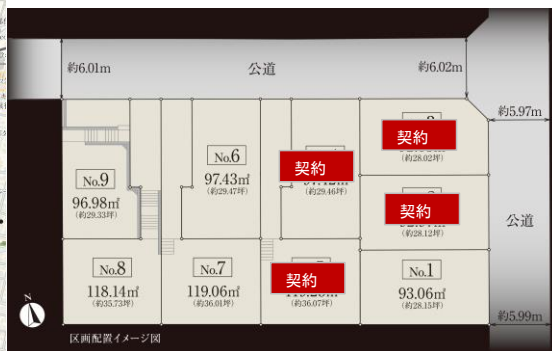 約6.01m
公道
約6.02m
約5.97m
契約
(約28.02坪)
No.6
97.43㎡
(約29.47坪)
契約
(約29.46坪)
No.9
96.98㎡
(約29.33坪)
契約
(約28.12坪)
公道
No.8
118.14㎡
(約35.73坪)
No.7
119.06㎡
(約36.01坪)
契約
(約36.07坪)
No.1
93.06㎡
(約28.15坪)
N
約5.99m
区画配置イメージ図